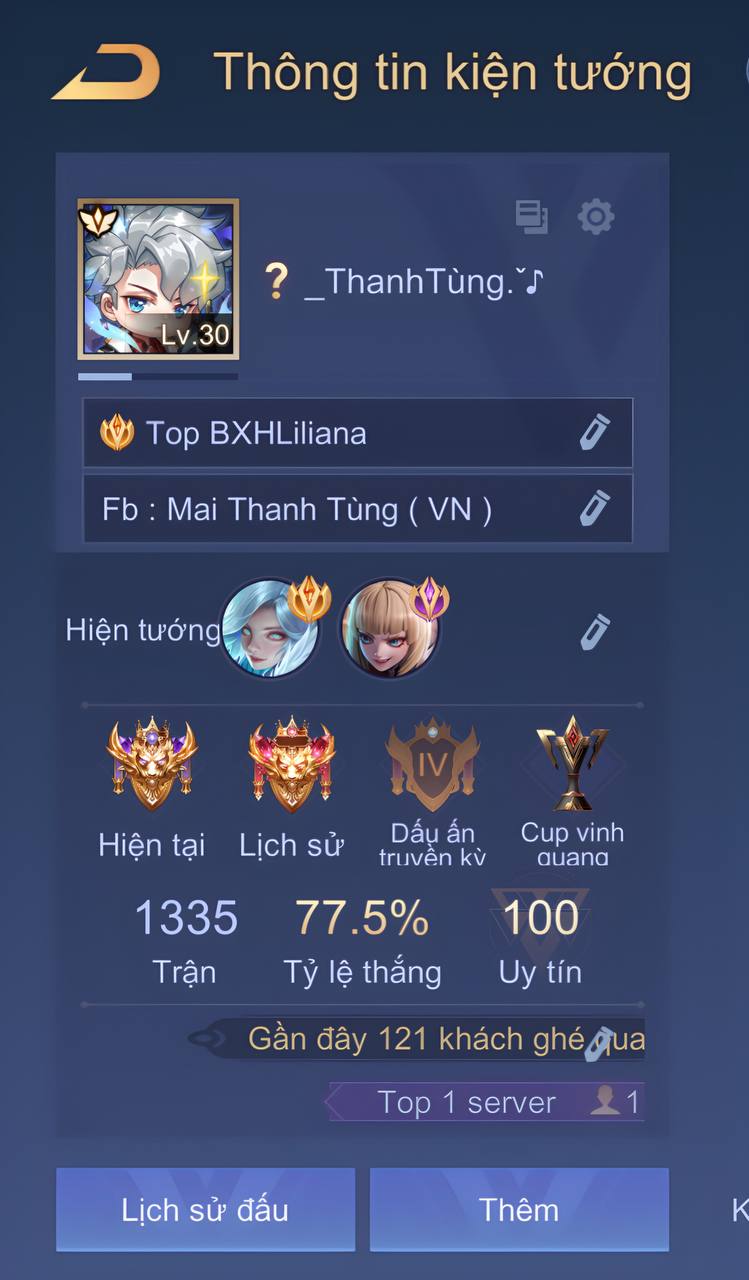 Thông tin kiện tướng
Lv.30
? _ThanhTùng.ˇ♪
Top BXHLiliana
Fb : Mai Thanh Tùng ( VN )
Hiện tướng
IV
Hiện tại
Lịch sử
Dấu ấn
truyền kỳ
Cup vinh
quang
1335
77.5%
100
Trận
Tỷ lệ thắng
Uy tín
Gần đây 121 khách ghé qua
Top 1 server
1
Lịch sử đấu
Thêm
K